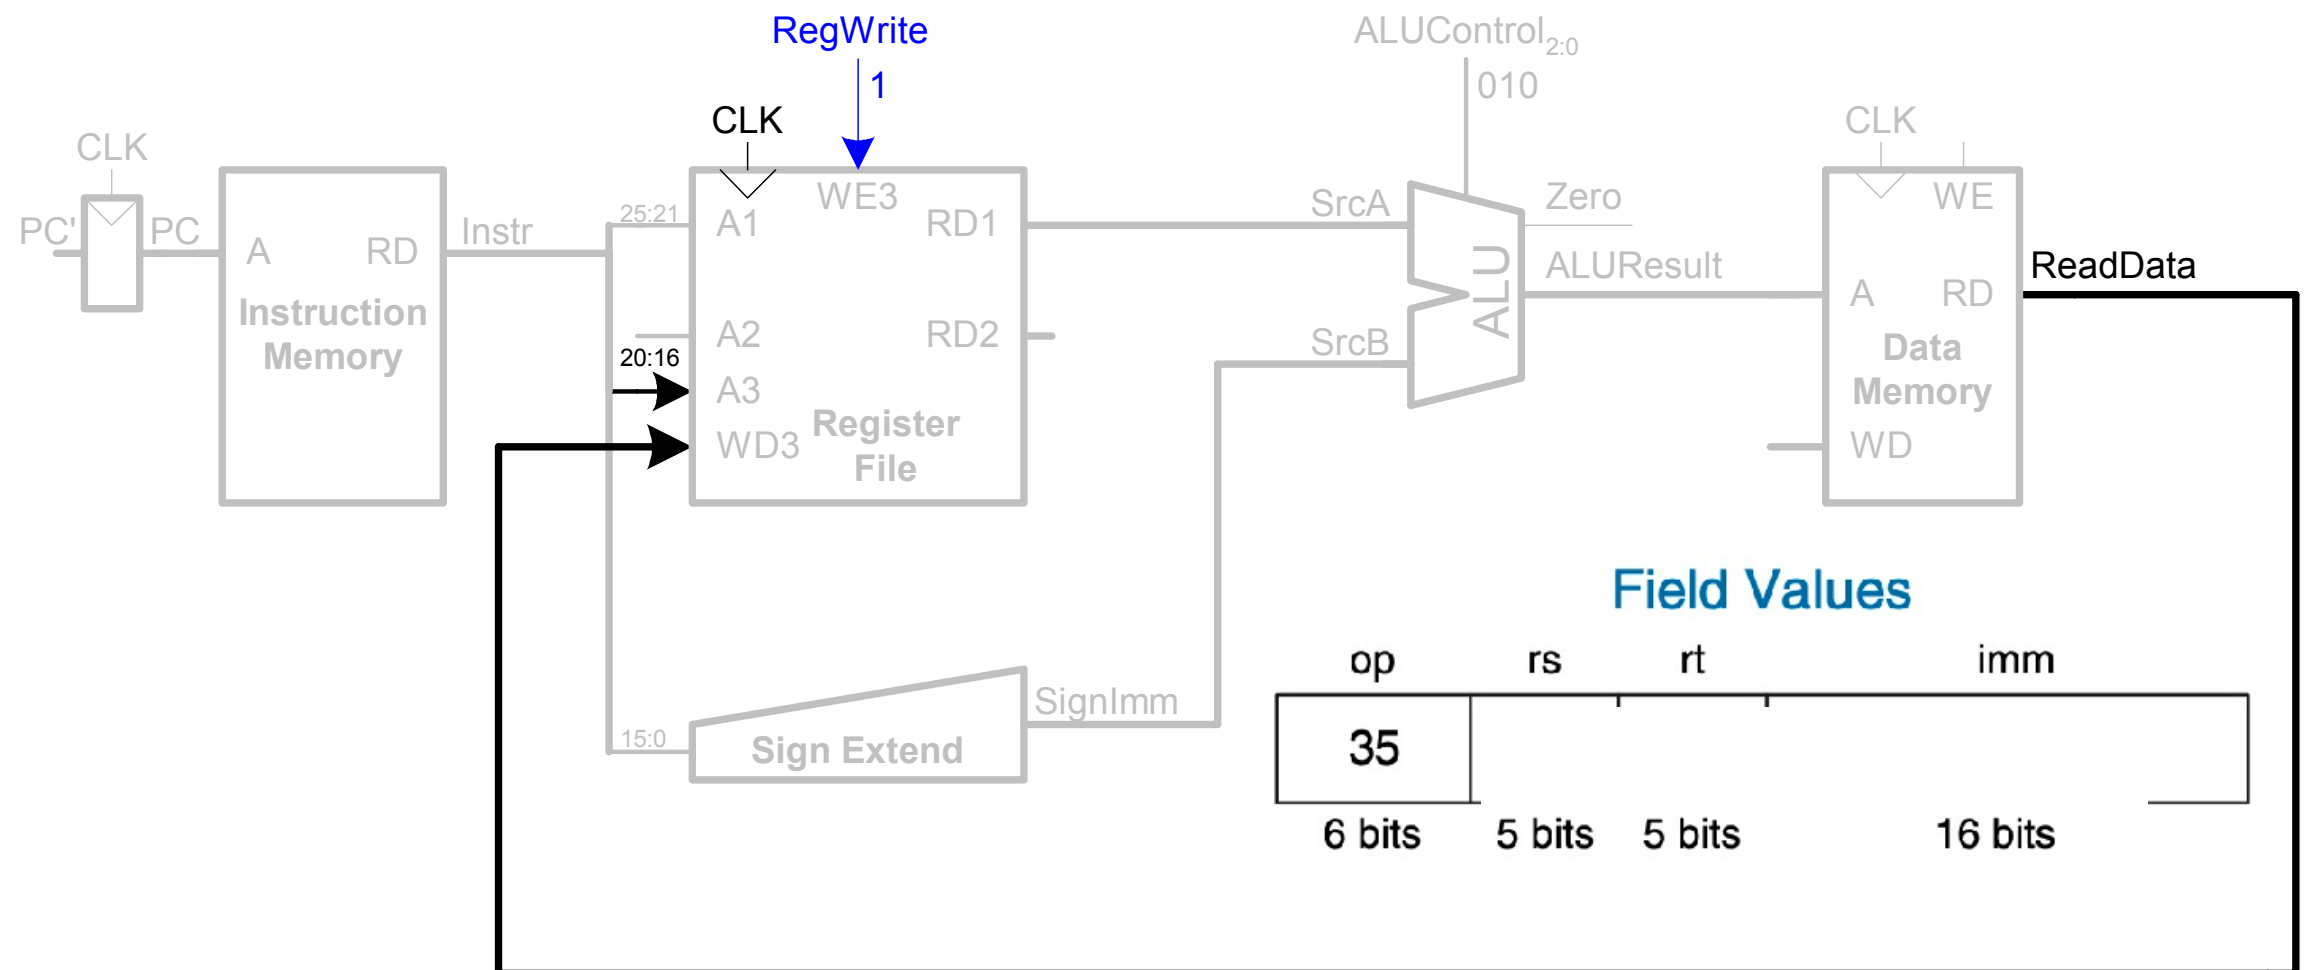 RegWrite
1
ALUControl2:0
010
CLK
CLK
CLK
PC'
PC
A
RD
Instruction
Memory
Instr
25:21
20:16
15:0
A1
WE3
RD1
A2
RD2
A3
WD3
Register
File
Sign Extend
SignImm
SrcA
SrcB
ALU
Zero
ALUResult
WE
A
RD
Data
Memory
WD
ReadData
Field Values
op rs rt imm
35
6 bits 5 bits 5 bits 16 bits